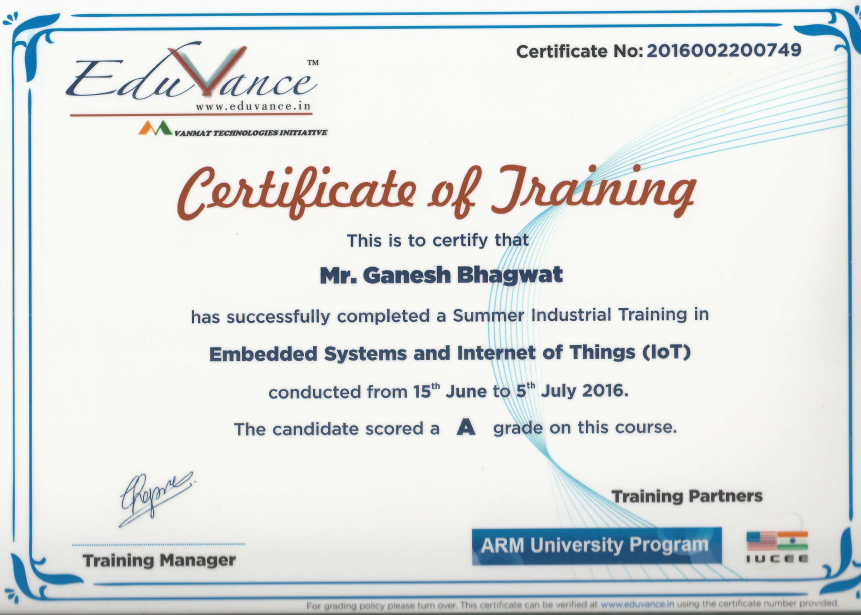 Certificate No: 2016002200749
EduVance™
www.eduvance.in
VANMAT TECHNOLOGIES INITIATIVE
Certificate of Training
This is to certify that
Mr. Ganesh Bhagwat
has successfully completed a Summer Industrial Training in
Embedded Systems and Internet of Things (IoT)
conducted from 15th June to 5th July 2016.
The candidate scored a A grade on this course.
Training Partners
ARM University Program
IUCEE
Training Manager
For grading policy please turn over. This certificate can be verified at www.eduvance.in using the certificate number provided.